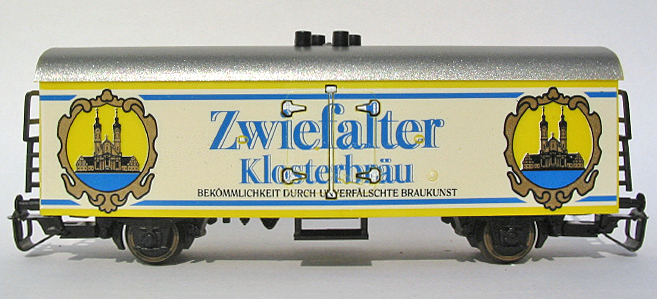 Zwiefalter
Klosterbräu
BEKÖMMLICHKEIT DURCH UNVERFÄLSCHTE BRAUKUNST